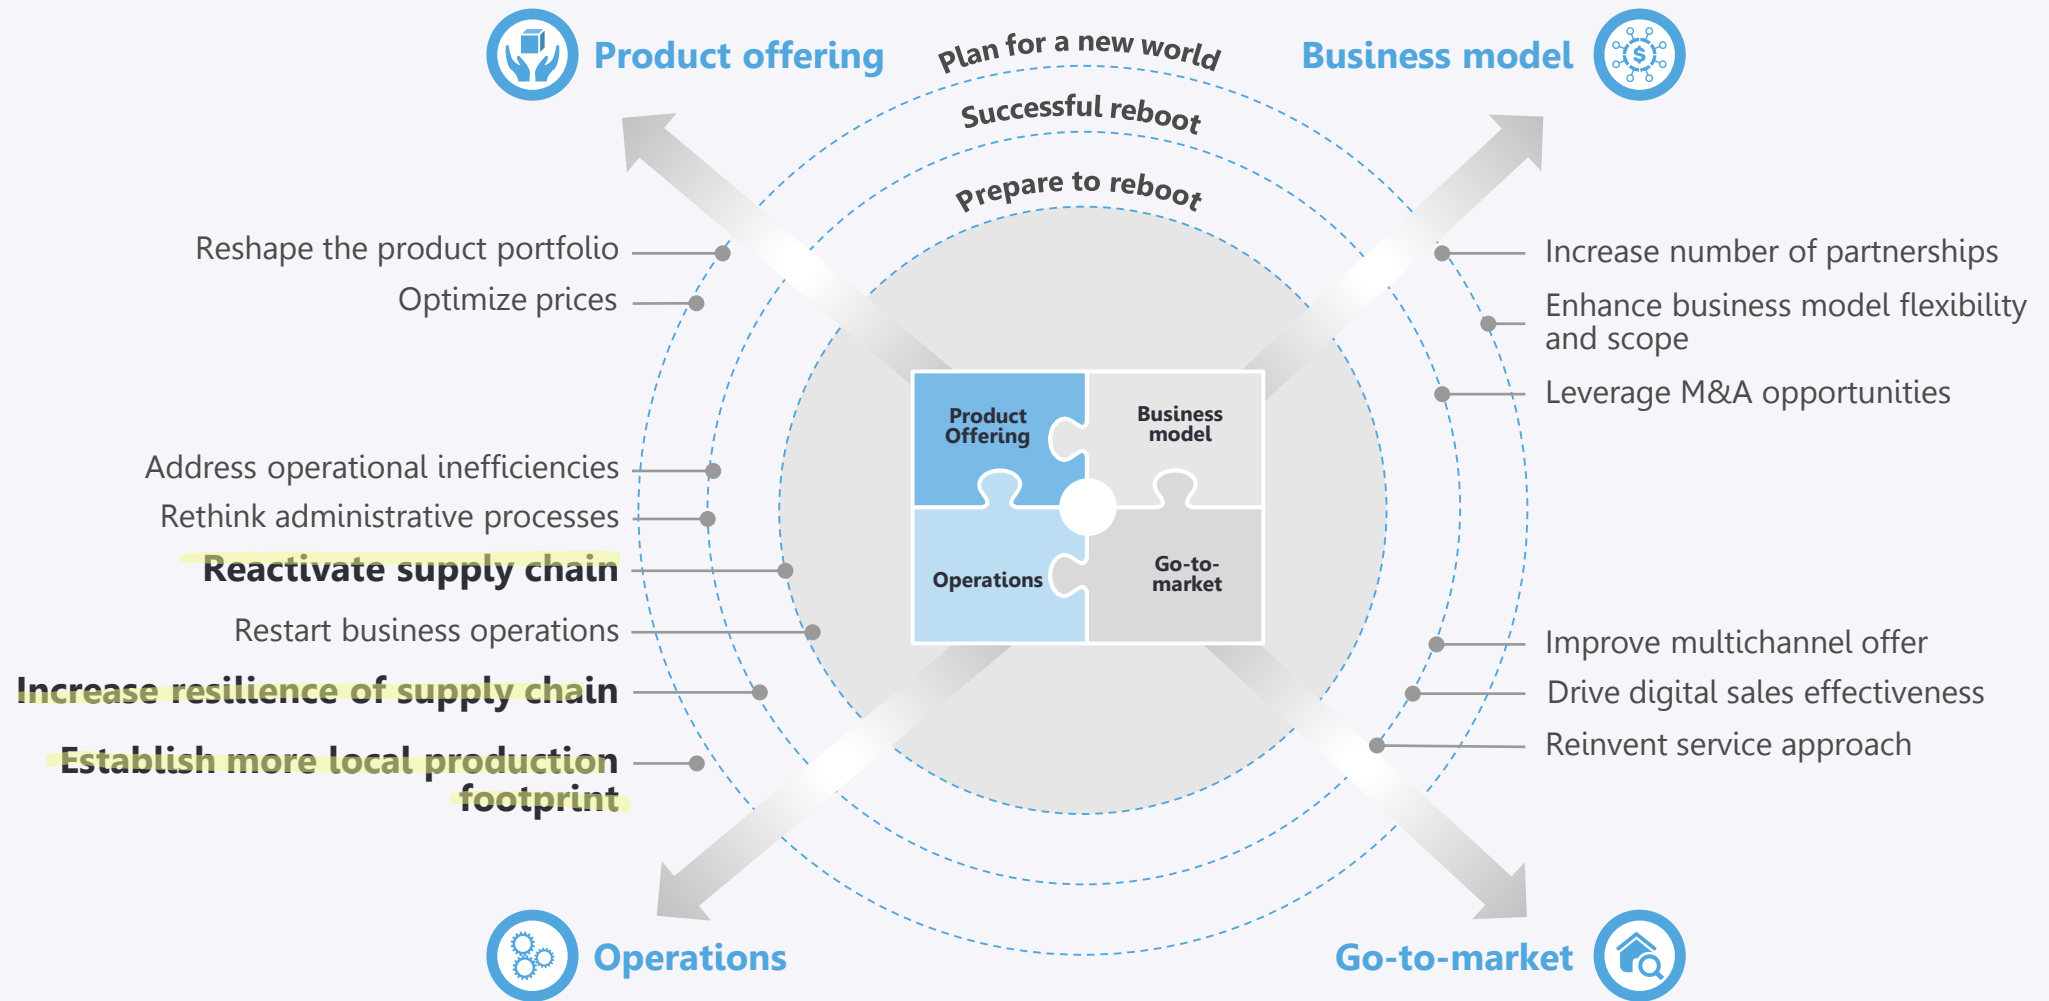 Product offering
Business model
Plan for a new world
Successful reboot
Prepare to reboot
Reshape the product portfolio
Optimize prices
Increase number of partnerships
Enhance business model flexibility
and scope
Leverage M&A opportunities
Product
Offering
Business
model
Operations
Go-to-
market
Address operational inefficiencies
Rethink administrative processes
Reactivate supply chain
Restart business operations
Increase resilience of supply chain
Establish more local production
footprint
Improve multichannel offer
Drive digital sales effectiveness
Reinvent service approach
Operations
Go-to-market
$